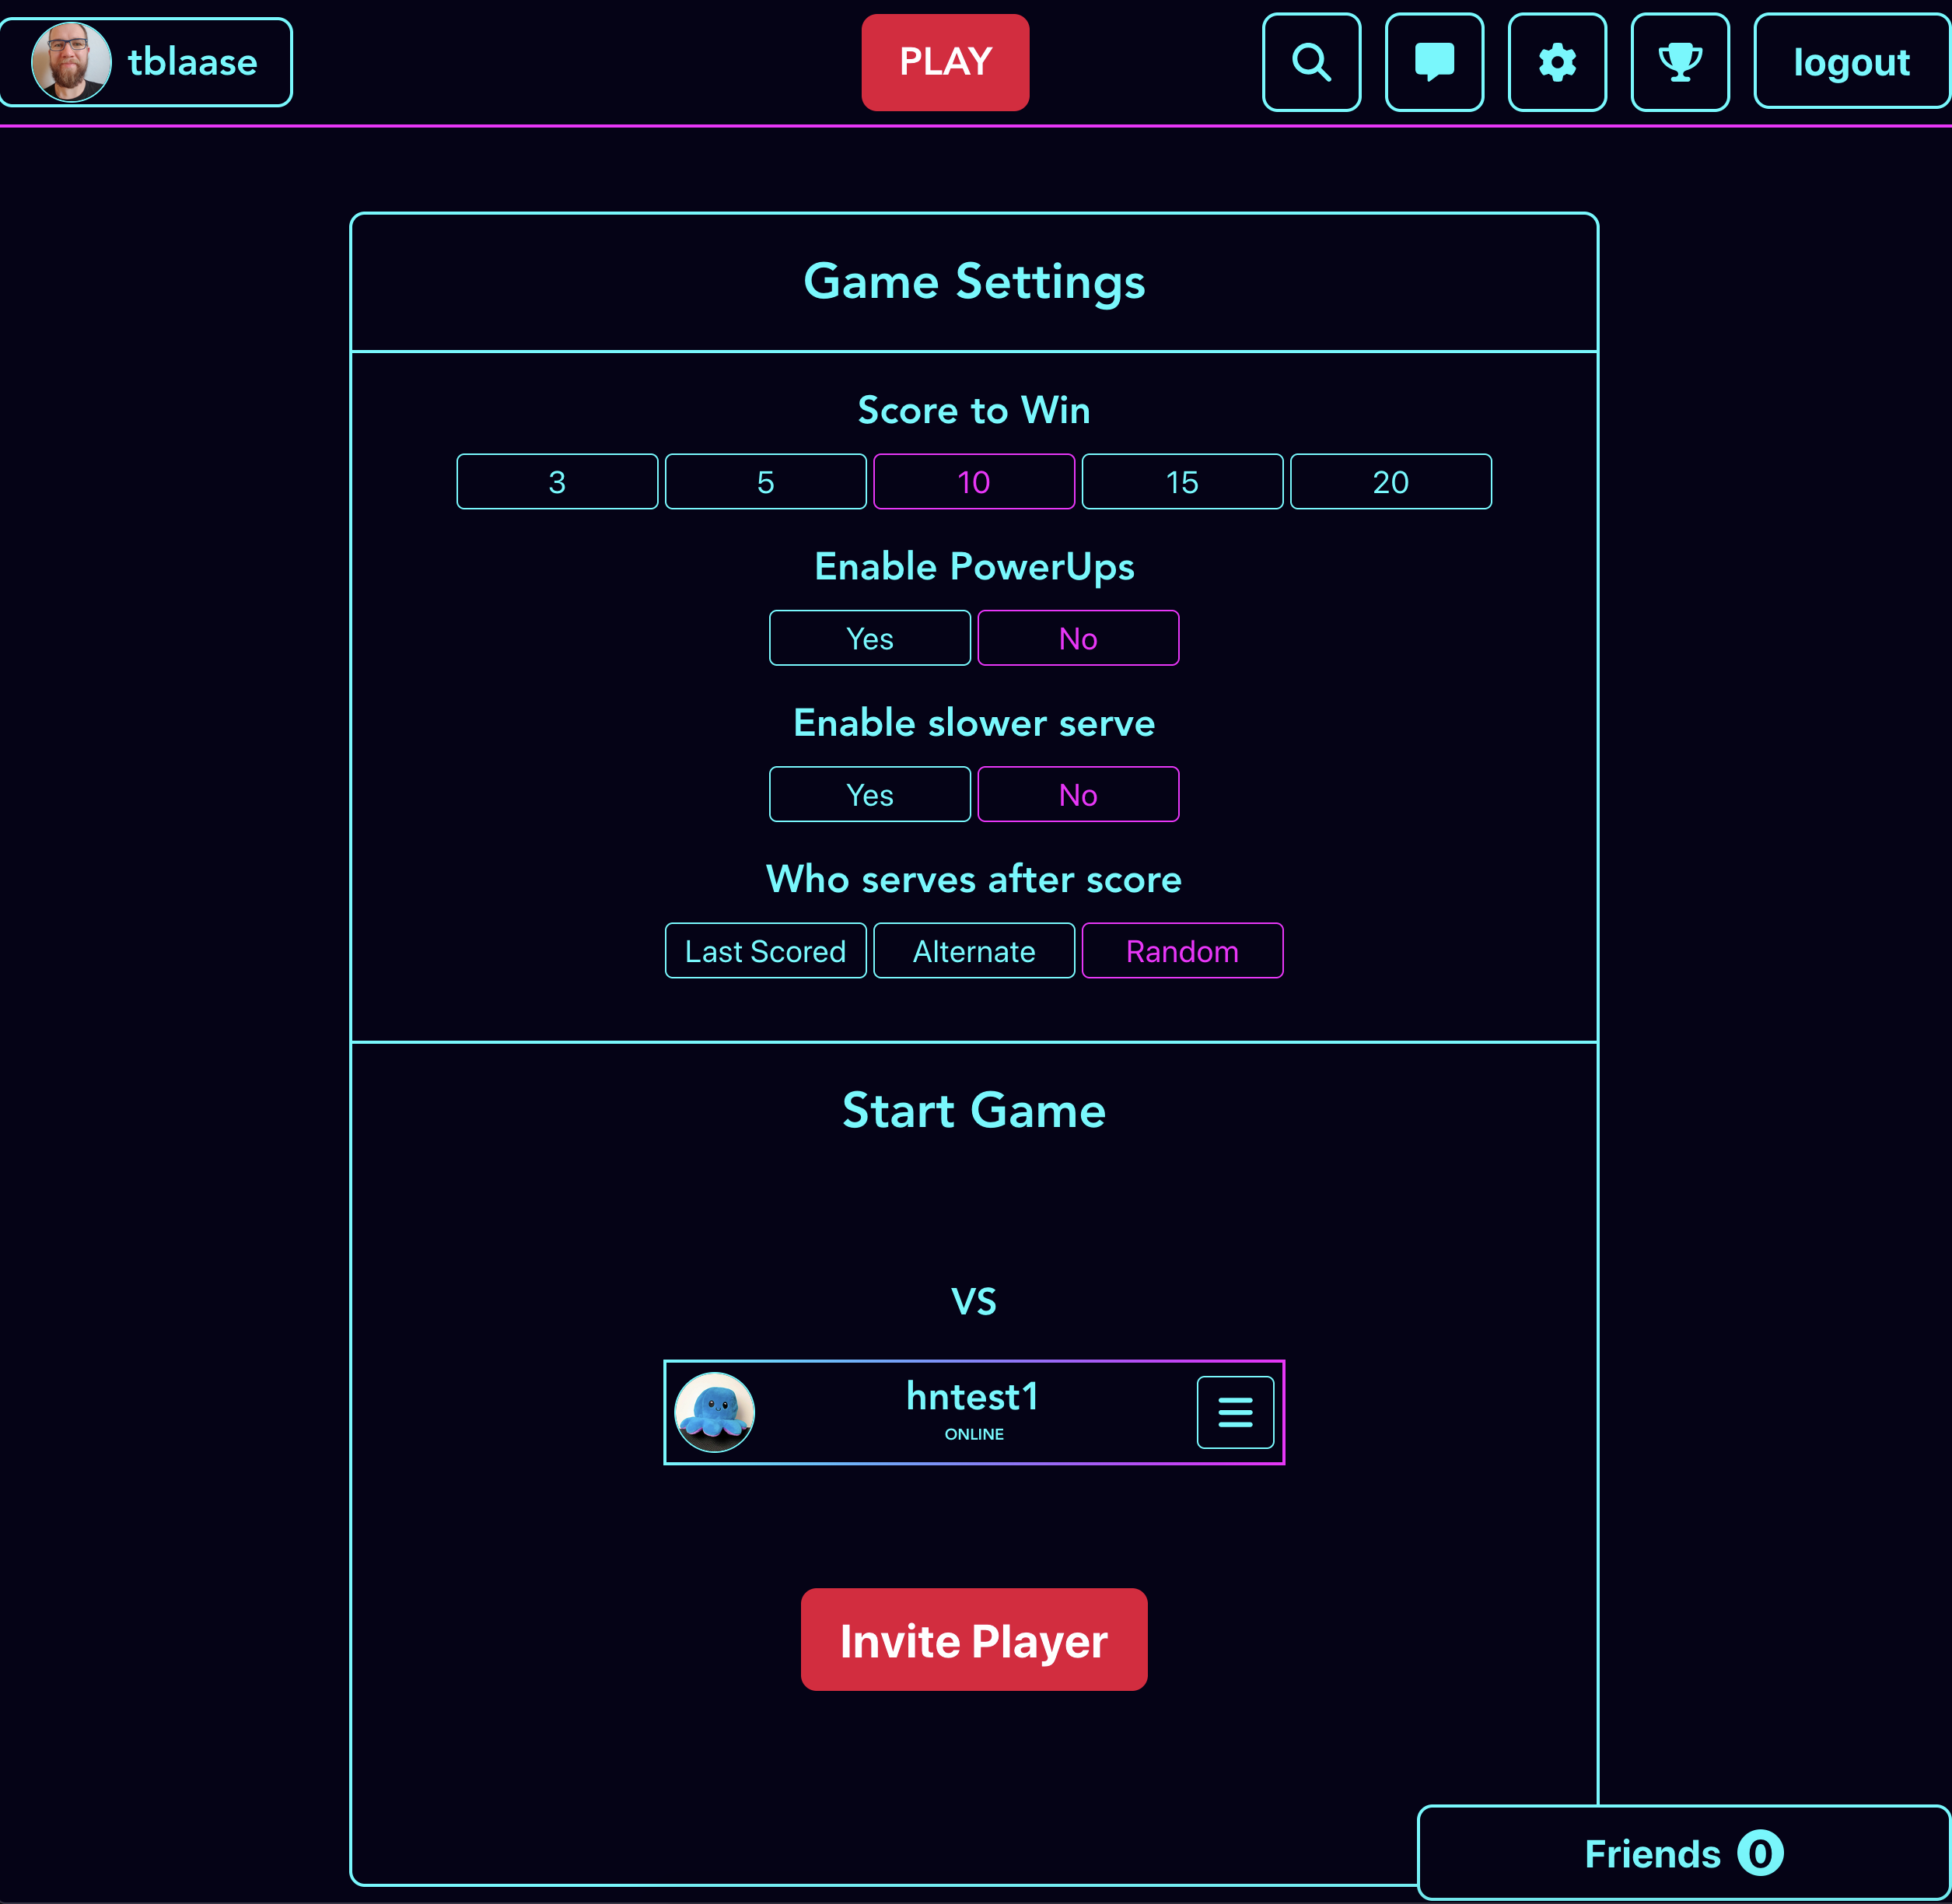 tblaase
PLAY
logout
Game Settings
Score to Win
3 5 10 15 20
Enable PowerUps
Yes No
Enable slower serve
Yes No
Who serves after score
Last Scored Alternate Random
Start Game
VS
hntest1
ONLINE
Invite Player
Friends 0